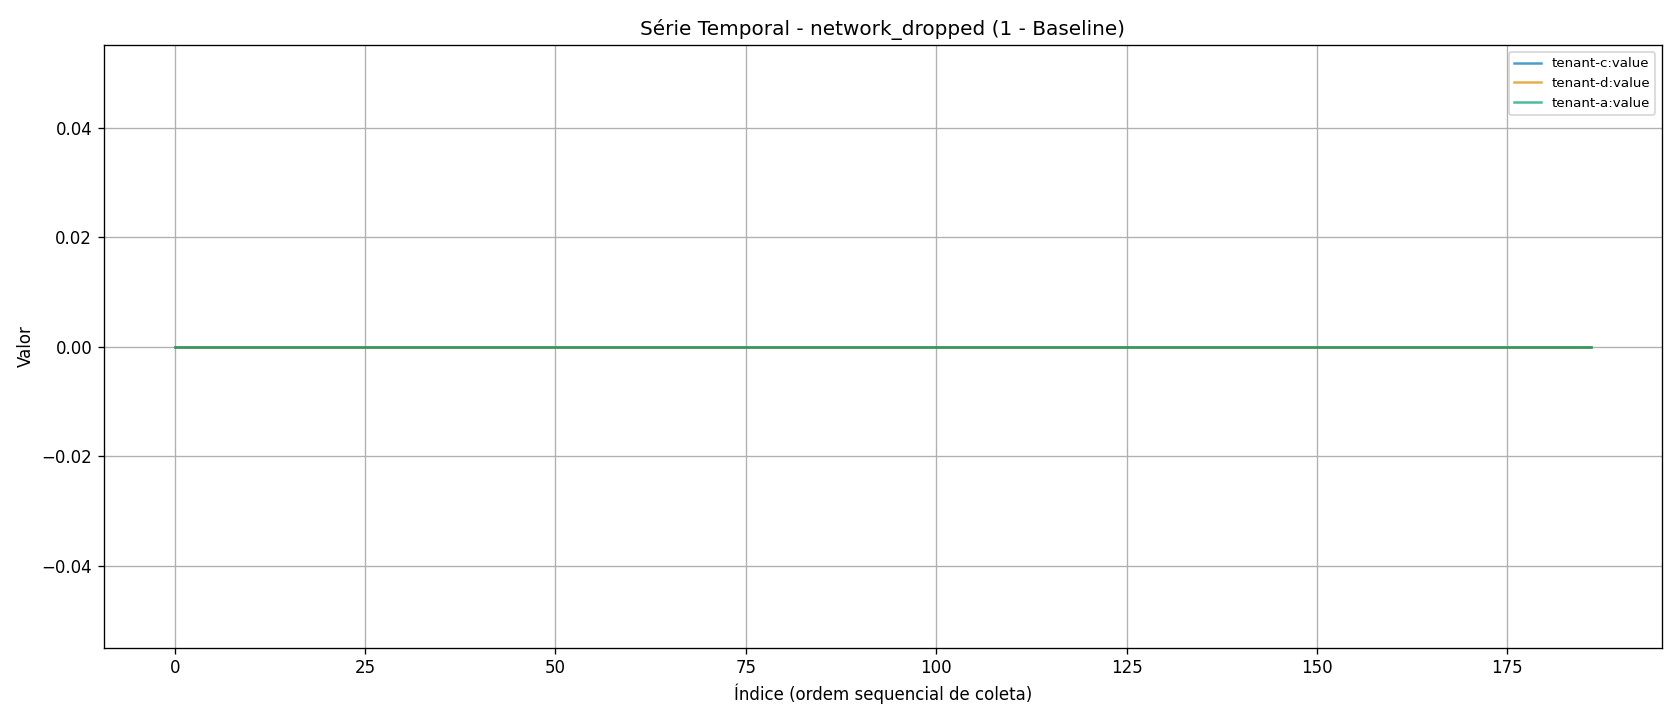 Série Temporal - network_dropped (1 - Baseline)
tenant-c:value
tenant-d:value
tenant-a:value
0.04
0.02
0.00
−0.02
−0.04
Valor
0 25 50 75 100 125 150 175
Índice (ordem sequencial de coleta)